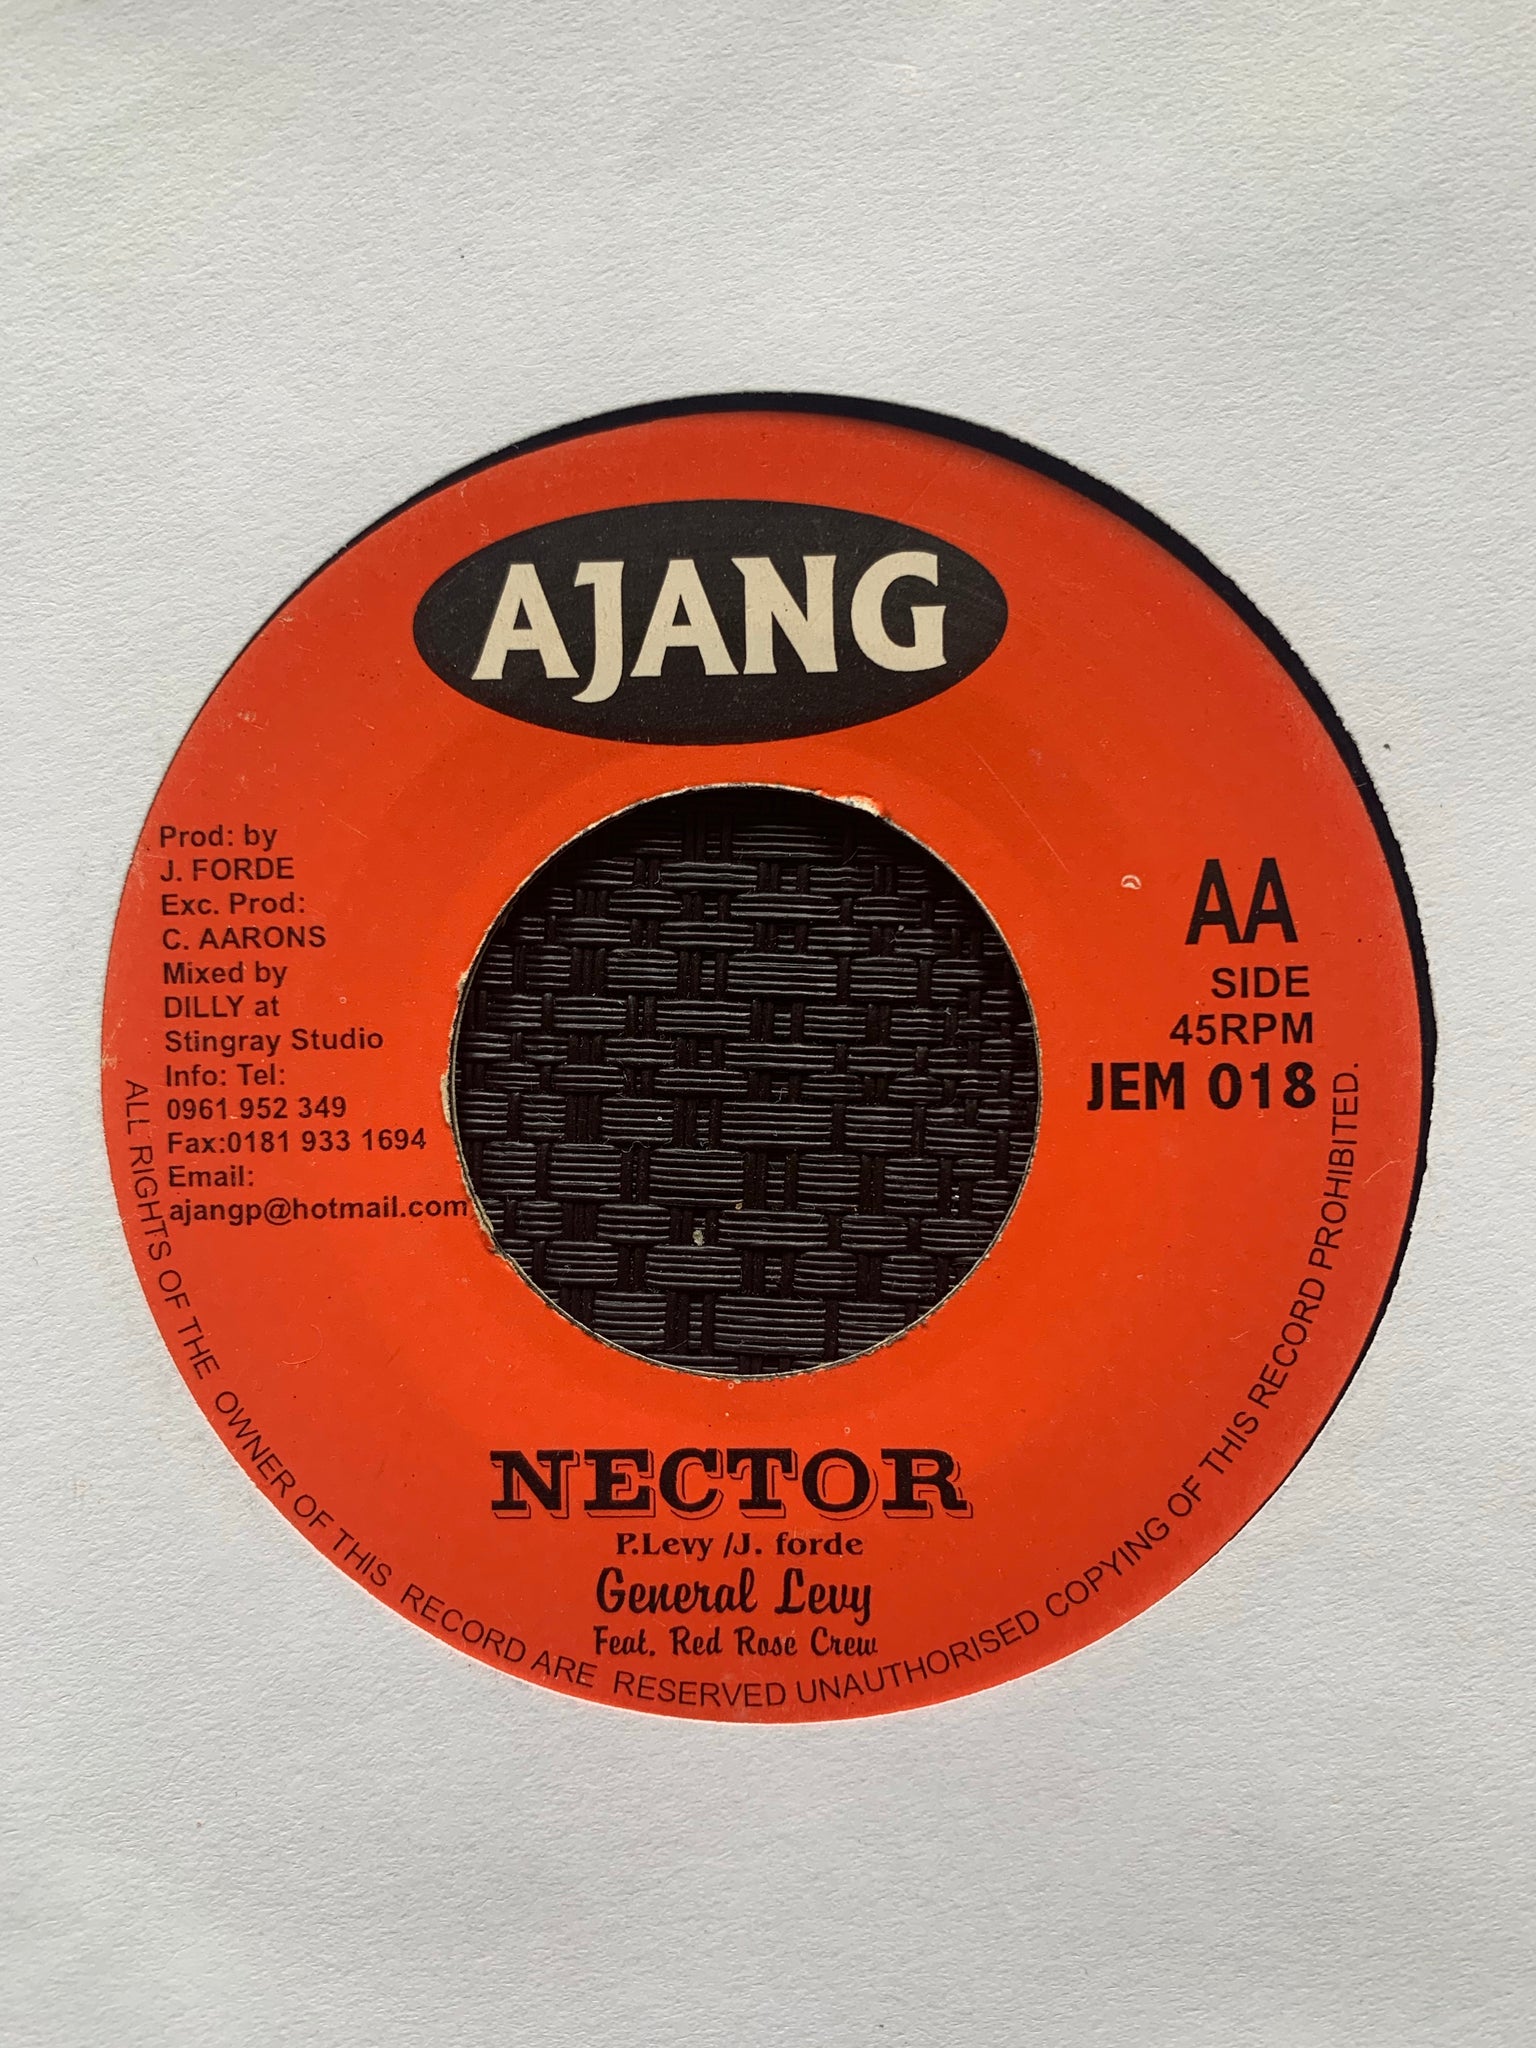 AJANG
Prod: by
J. FORDE
Exc. Prod:
C. AARONS
Mixed by
DILLY at
Stingray Studio
Info: Tel:
0961 952 349
Fax:0181 933 1694
Email:
ajangp@hotmail.com
AA
SIDE
45RPM
JEM 018
NECTOR
P.Levy /J. forde
General Levy
Feat. Red Rose Crew
ALL RIGHTS OF THE OWNER OF THIS RECORD ARE RESERVED UNAUTHORISED COPYING OF THIS RECORD PROHIBITED.